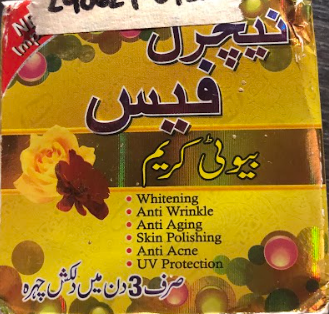 نیچرل
فیس
بیوٹی کریم
• Whitening
• Anti Wrinkle
• Anti Aging
• Skin Polishing
• Anti Acne
• UV Protection
صرف 3 دن میں دلکش چہرہ